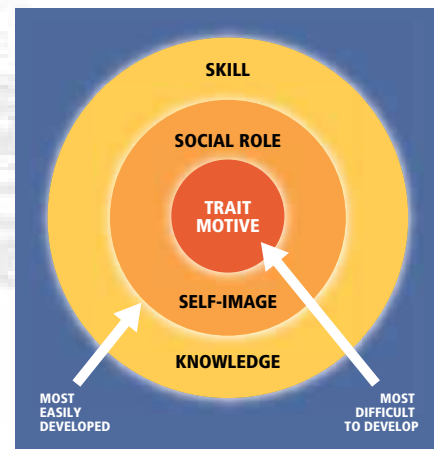 SKILL
SOCIAL ROLE
TRAIT
MOTIVE
SELF-IMAGE
KNOWLEDGE
MOST
EASILY
DEVELOPED
MOST
DIFFICULT
TO DEVELOP